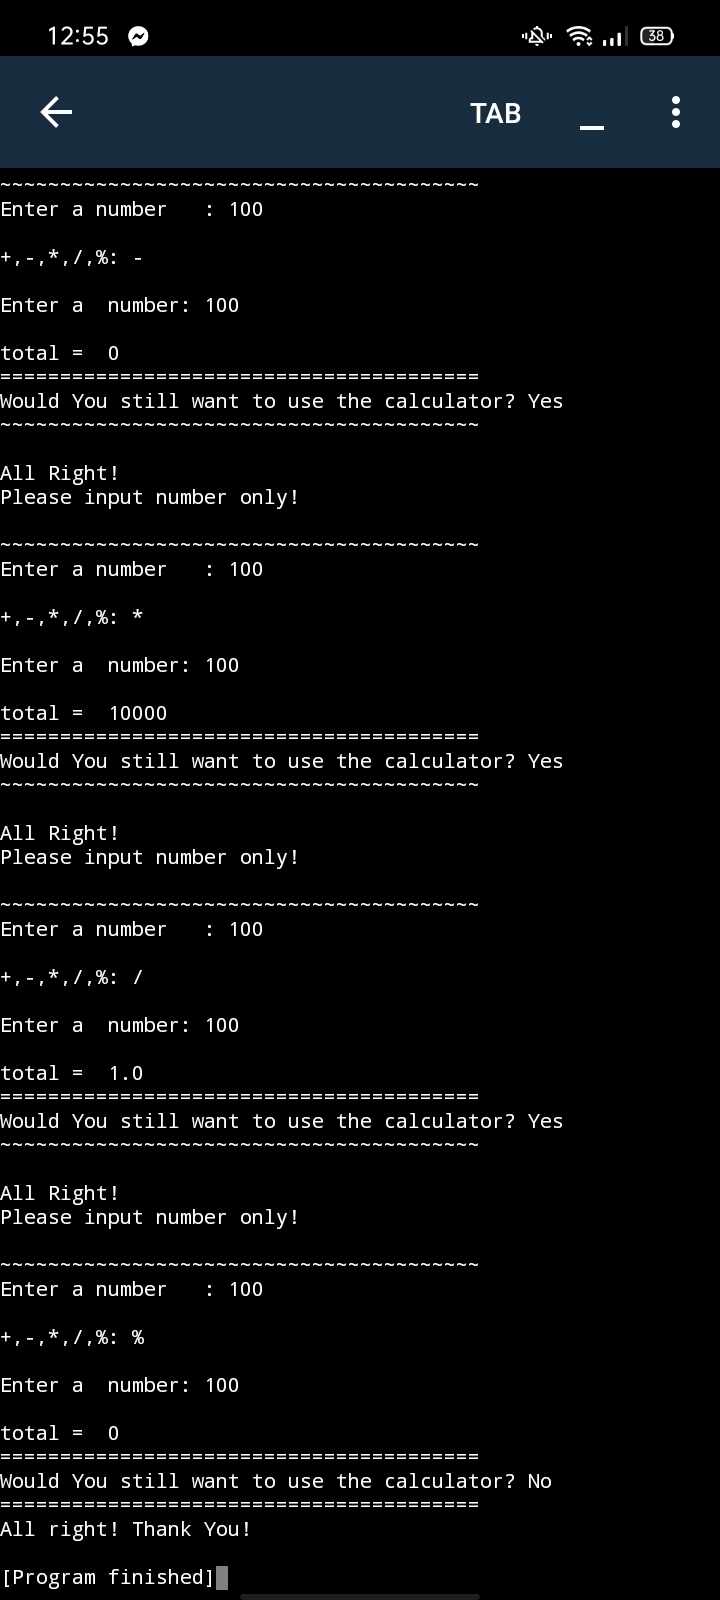 12:55
38
TAB
~~~~~~~~~~~~~~~~~~~~~~~~~~~~~~~~~~~~~~~~
Enter a number   : 100
+,-,*,/,%: -
Enter a  number: 100
total =  0
========================================
Would You still want to use the calculator? Yes
~~~~~~~~~~~~~~~~~~~~~~~~~~~~~~~~~~~~~~~~
All Right!
Please input number only!
~~~~~~~~~~~~~~~~~~~~~~~~~~~~~~~~~~~~~~~~
Enter a number   : 100
+,-,*,/,%: *
Enter a  number: 100
total =  10000
========================================
Would You still want to use the calculator? Yes
~~~~~~~~~~~~~~~~~~~~~~~~~~~~~~~~~~~~~~~~
All Right!
Please input number only!
~~~~~~~~~~~~~~~~~~~~~~~~~~~~~~~~~~~~~~~~
Enter a number   : 100
+,-,*,/,%: /
Enter a  number: 100
total =  1.0
========================================
Would You still want to use the calculator? Yes
~~~~~~~~~~~~~~~~~~~~~~~~~~~~~~~~~~~~~~~~
All Right!
Please input number only!
~~~~~~~~~~~~~~~~~~~~~~~~~~~~~~~~~~~~~~~~
Enter a number   : 100
+,-,*,/,%: %
Enter a  number: 100
total =  0
========================================
Would You still want to use the calculator? No
========================================
All right! Thank You!
[Program finished]